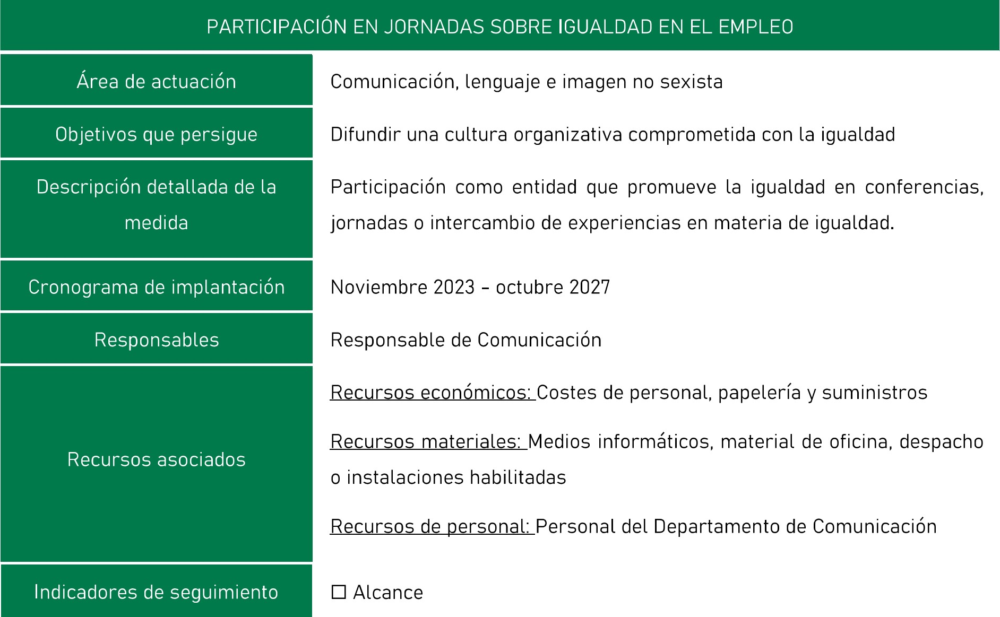 PARTICIPACIÓN EN JORNADAS SOBRE IGUALDAD EN EL EMPLEO
Área de actuación
Comunicación, lenguaje e imagen no sexista
Objetivos que persigue
Difundir una cultura organizativa comprometida con la igualdad
Descripción detallada de la
medida
Participación como entidad que promueve la igualdad en conferencias,
jornadas o intercambio de experiencias en materia de igualdad.
Cronograma de implantación
Noviembre 2023 – octubre 2027
Responsables
Responsable de Comunicación
Recursos asociados
Recursos económicos: Costes de personal, papelería y suministros
Recursos materiales: Medios informáticos, material de oficina, despacho
o instalaciones habilitadas
Recursos de personal: Personal del Departamento de Comunicación
Indicadores de seguimiento
☐ Alcance